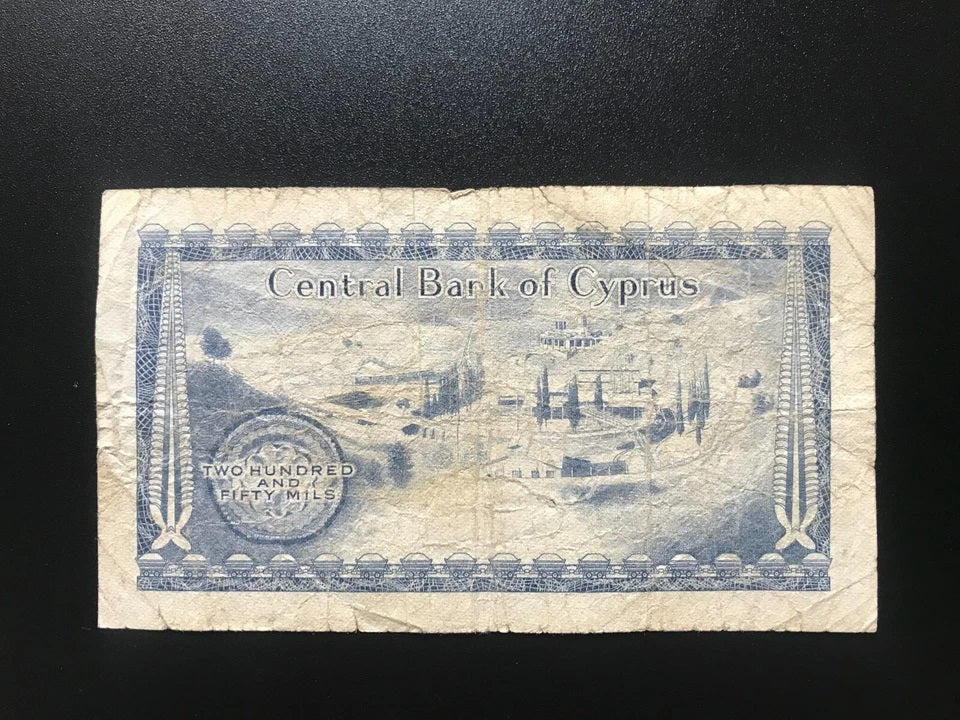 Central Bank of Cyprus
TWO HUNDRED
AND
FIFTY MILS